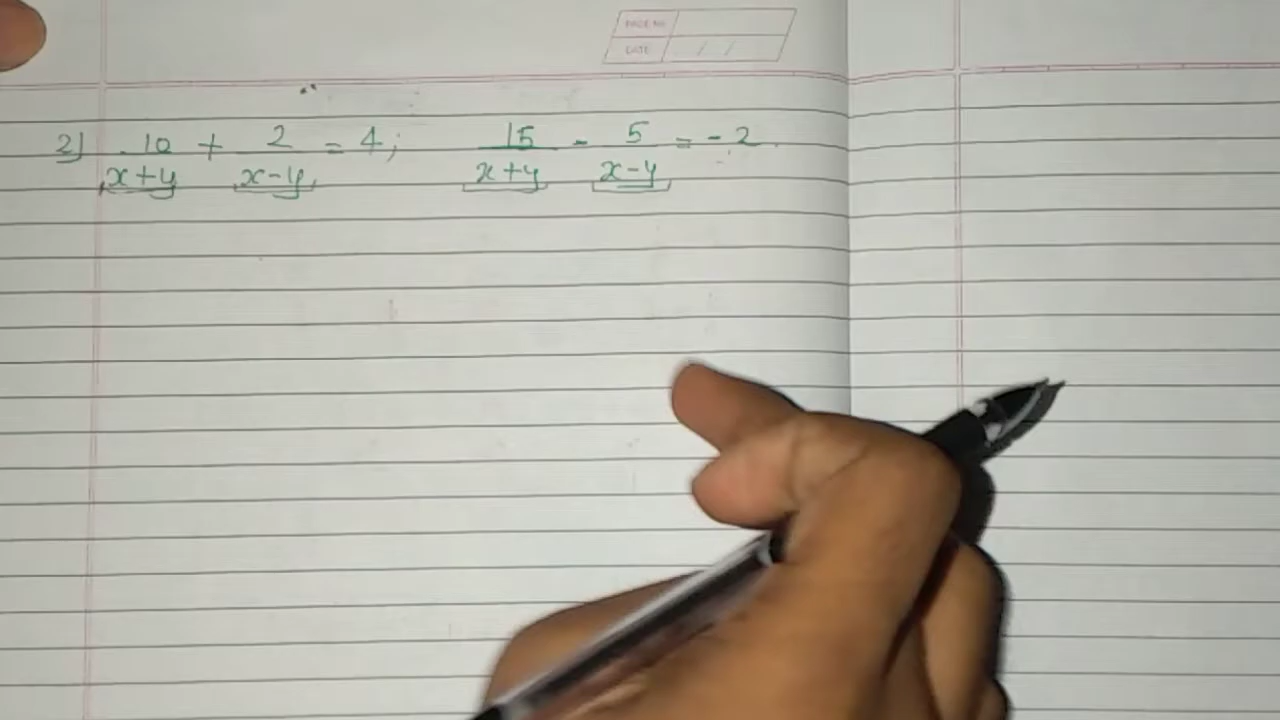 PAGE NO
DATE / /
2) 10/(x+y) + 2/(x-y) = 4; 15/(x+y) - 5/(x-y) = -2